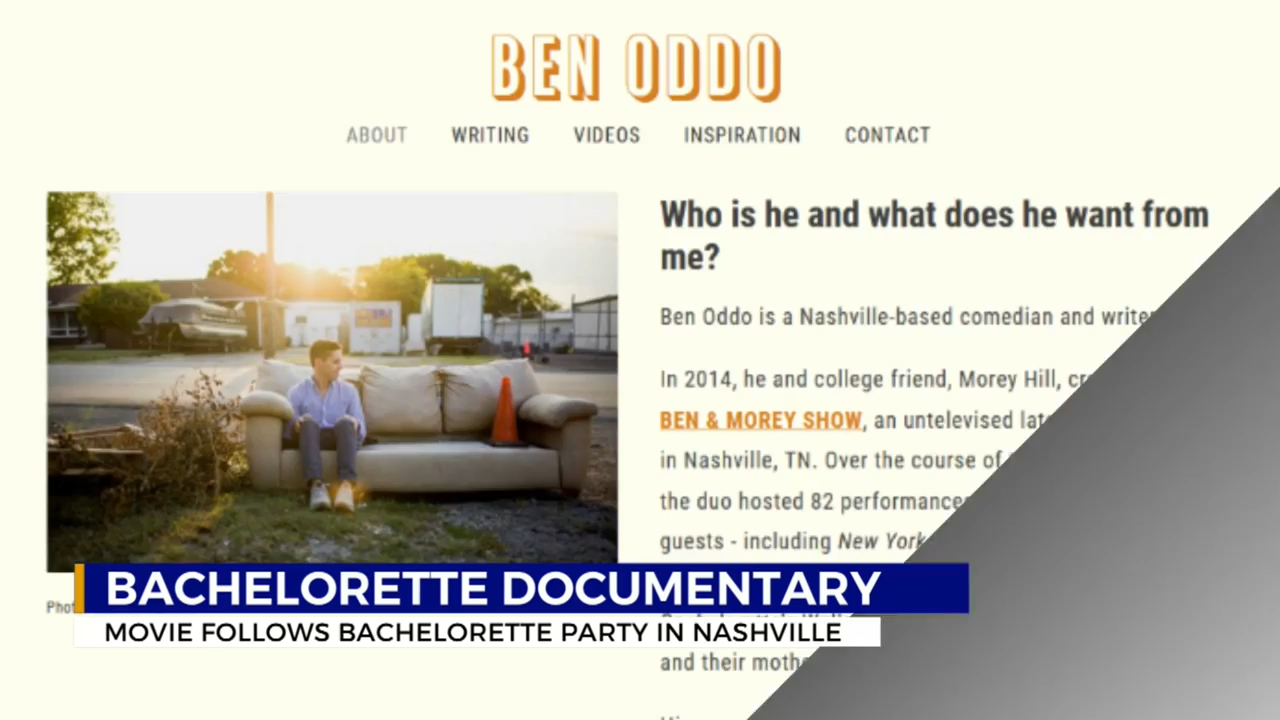 BEN ODDO
ABOUT WRITING VIDEOS INSPIRATION CONTACT
Who is he and what does he want from
me?
Ben Oddo is a Nashville-based comedian and
In 2014, he and college friend, Morey Hill,
BEN & MOREY SHOW, an untelevised
in Nashville, TN. Over the course of
the duo hosted 82
guests - including New York
and their
BACHELORETTE DOCUMENTARY
MOVIE FOLLOWS BACHELORETTE PARTY IN NASHVILLE